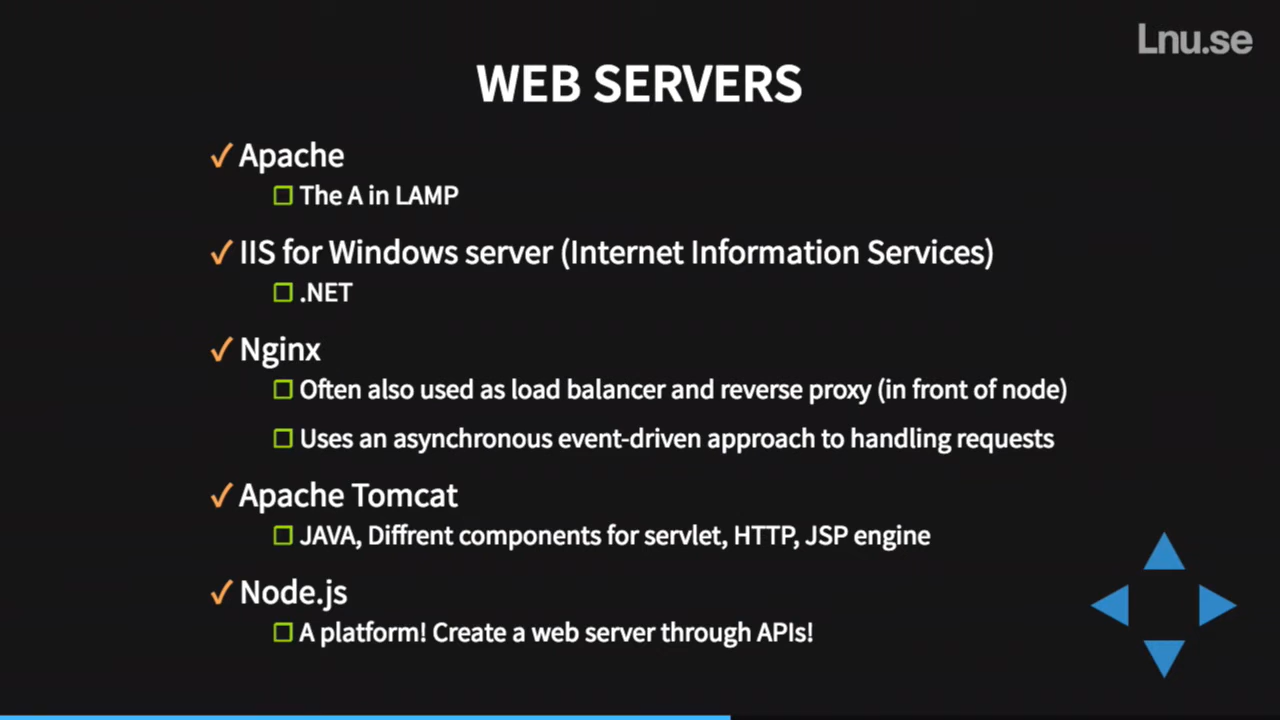 Lnu.se
WEB SERVERS
✓ Apache
☐ The A in LAMP
✓ IIS for Windows server (Internet Information Services)
☐ .NET
✓ Nginx
☐ Often also used as load balancer and reverse proxy (in front of node)
☐ Uses an asynchronous event-driven approach to handling requests
✓ Apache Tomcat
☐ JAVA, Diffrent components for servlet, HTTP, JSP engine
✓ Node.js
☐ A platform! Create a web server through APIs!